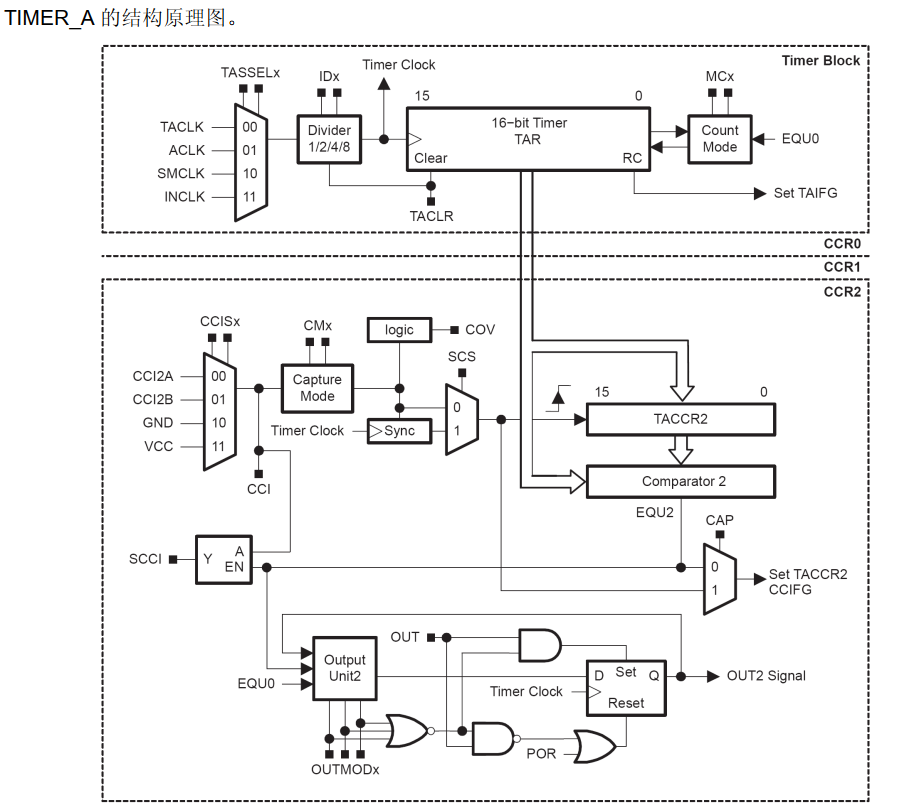 TIMER_A 的结构原理图。
Timer Block
TASSELx
IDx
Timer Clock
15
0
MCx
TACLK
00
ACLK
01
SMCLK
10
INCLK
11
Divider
1/2/4/8
16−bit Timer
TAR
Clear
RC
Count
Mode
EQU0
Set TAIFG
TACLR
CCR0
CCR1
CCR2
CCISx
CMx
logic
COV
SCS
CCI2A
00
CCI2B
01
GND
10
VCC
11
Capture
Mode
Timer Clock
Sync
0
1
15
0
TACCR2
Comparator 2
CCI
EQU2
CAP
SCCI
Y
A
EN
0
1
Set TACCR2
CCIFG
OUT
Output
Unit2
EQU0
Timer Clock
D
Set
Q
Reset
OUT2 Signal
POR
OUTMODx